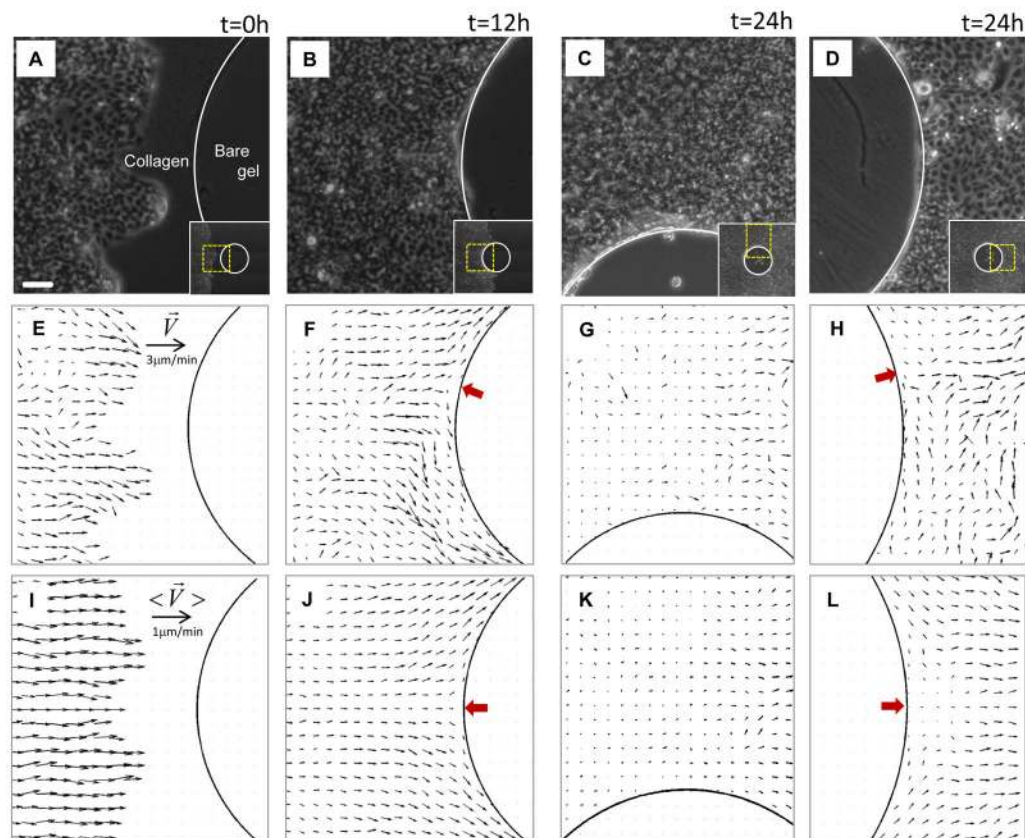 t=0h
t=12h
t=24h
t=24h
A
B
C
D
Collagen
Bare
gel
E
V
3μm/min
F
G
H
I
< V >
1μm/min
J
K
L